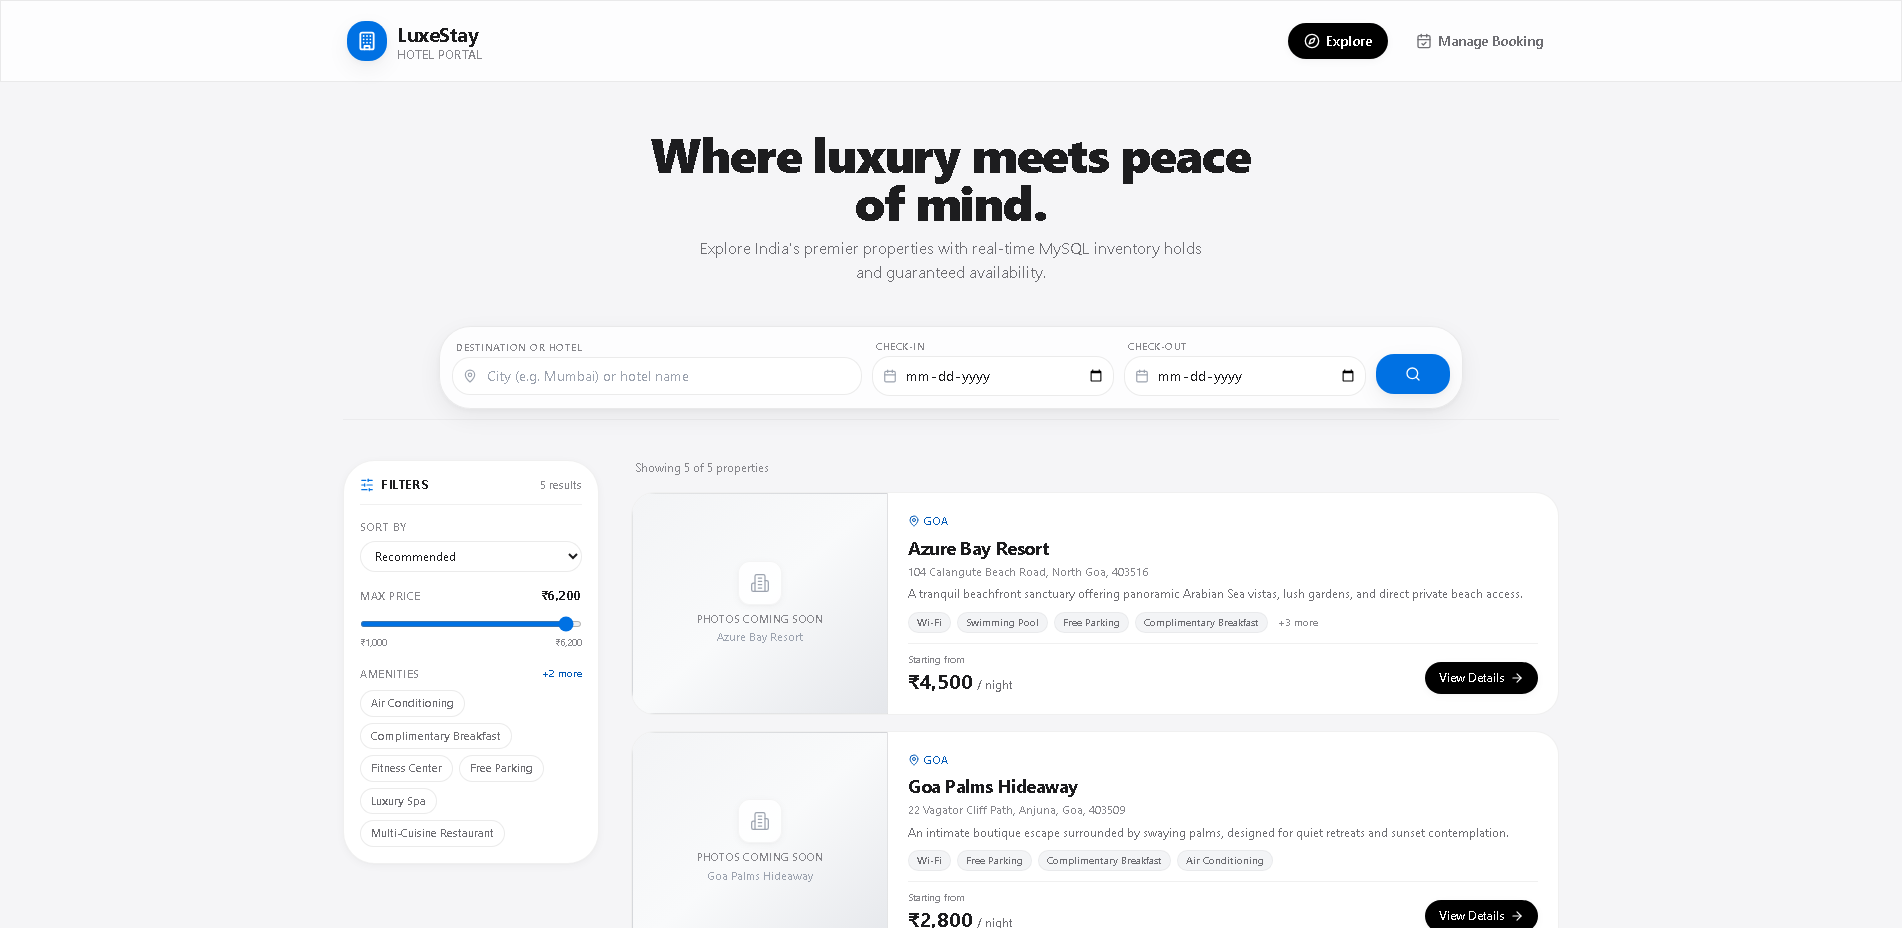 LuxeStay
HOTEL PORTAL
Explore
Manage Booking
Where luxury meets peace
of mind.
Explore India's premier properties with real-time MySQL inventory holds
and guaranteed availability.
DESTINATION OR HOTEL
City (e.g. Mumbai) or hotel name
CHECK-IN
mm-dd-yyyy
CHECK-OUT
mm-dd-yyyy
FILTERS
5 results
SORT BY
Recommended
MAX PRICE
₹6,200
₹1,000
₹6,200
AMENITIES
+2 more
Air Conditioning
Complimentary Breakfast
Fitness Center
Free Parking
Luxury Spa
Multi-Cuisine Restaurant
Showing 5 of 5 properties
PHOTOS COMING SOON
Azure Bay Resort
GOA
Azure Bay Resort
104 Calangute Beach Road, North Goa, 403516
A tranquil beachfront sanctuary offering panoramic Arabian Sea vistas, lush gardens, and direct private beach access.
Wi-Fi
Swimming Pool
Free Parking
Complimentary Breakfast
+3 more
Starting from
₹4,500 / night
View Details
PHOTOS COMING SOON
Goa Palms Hideaway
GOA
Goa Palms Hideaway
22 Vagator Cliff Path, Anjuna, Goa, 403509
An intimate boutique escape surrounded by swaying palms, designed for quiet retreats and sunset contemplation.
Wi-Fi
Free Parking
Complimentary Breakfast
Air Conditioning
Starting from
₹2,800 / night
View Details